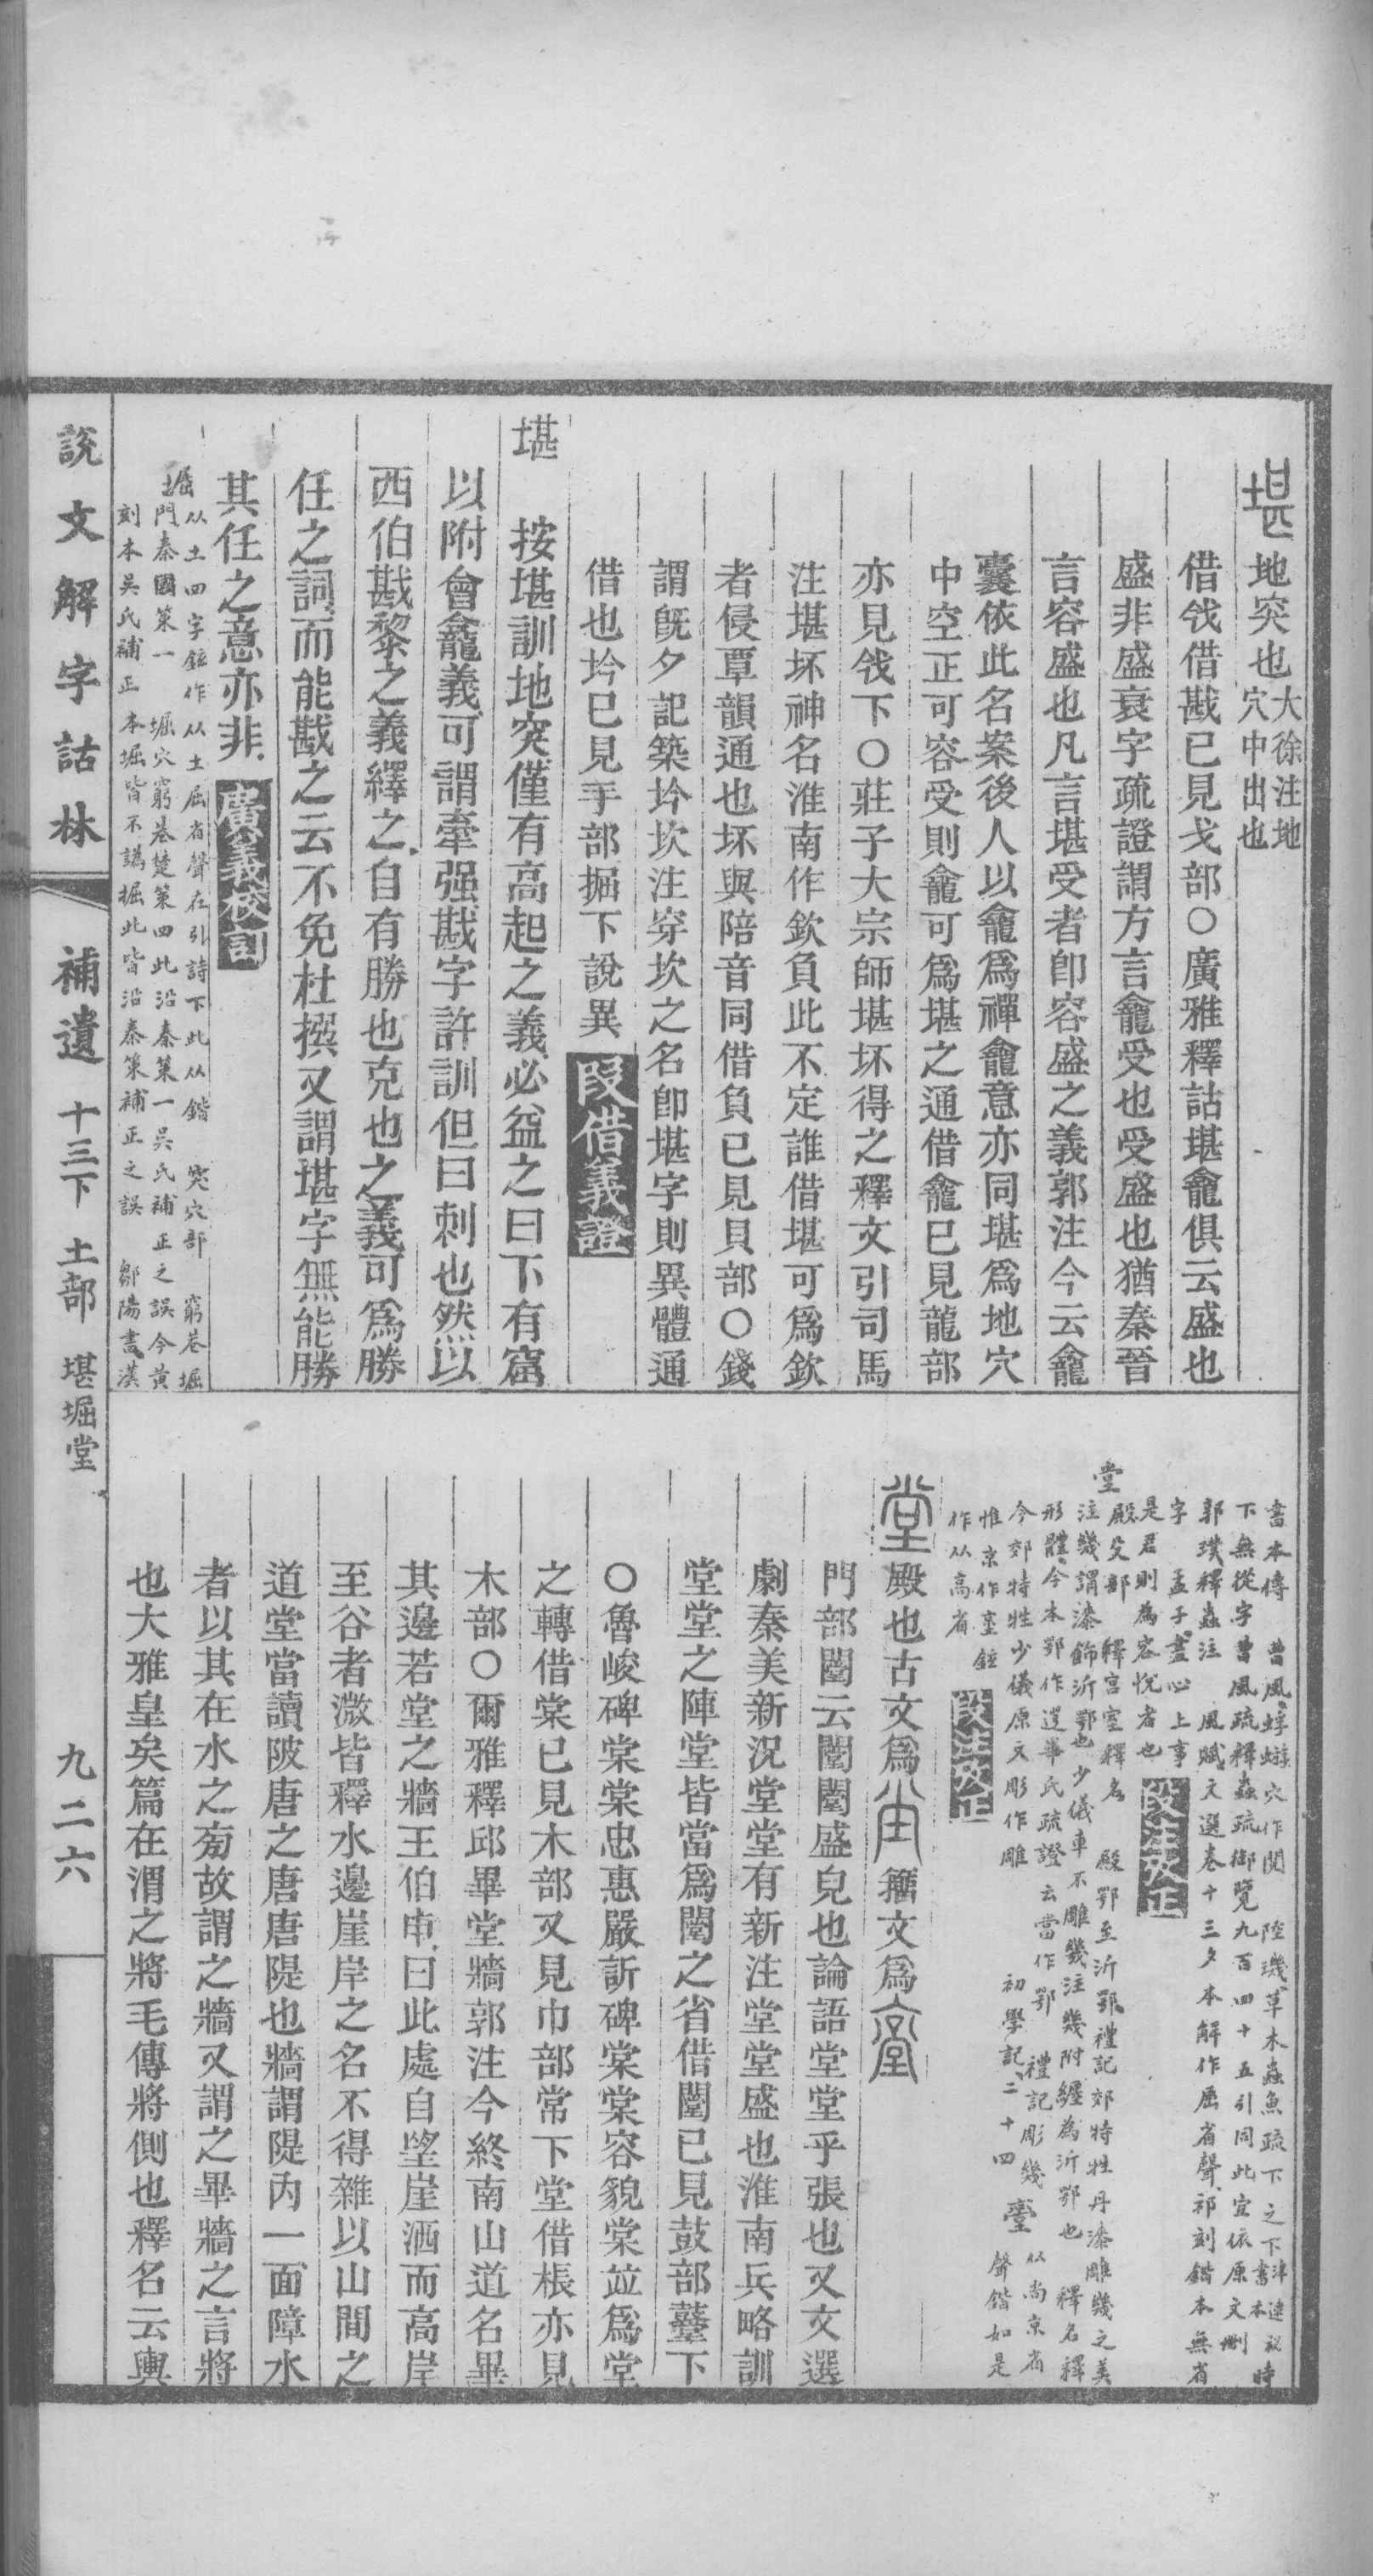 堪地突也大徐注地穴中出也
借戗借戡已見戈部○廣雅釋詁堪龕俱云盛也
盛非盛衰字疏證謂方言龕受也受盛也猶秦晉
言容盛也凡言堪受者卽容盛之義郭注今云龕
囊依此名案後人以龕爲禪龕意亦同堪爲地穴
中空正可容受則龕可爲堪之通借龕已見龍部
亦見戗下○莊子大宗師堪坏得之釋文引司馬
注堪坏神名淮南作欽負此不定誰借堪可爲欽
者侵覃韻通也坏與陪音同借負已見貝部○錢
謂旣夕記築坅坎注穿坎之名卽堪字則異體通
借也坅已見手部掘下說異 段借義證
堪 按堪訓地突僅有高起之義必益之曰下有窟
以附會龕義可謂牽强戡字許訓但曰刺也然以
西伯戡黎之義繹之自有勝也克也之義可爲勝
任之詞而能戡之云不免杜撰又謂堪字無能勝
其任之意亦非 廣義校訂
堀从土四字鉉作从土屈省聲在引詩下此从鍇 突穴部 窮巷堀
門秦國策一 堀穴窮巷楚策四此沿秦策一吳氏補正之誤今黃
刻本吳氏補正 本堀皆不譌掘此皆沿秦策補正之誤 鄒陽書漢
書本傳 曹風蜉蝣穴作閱 陸璣草木蟲魚疏下之下
下無從字曹風疏釋蟲疏御覽九百四十五引同此宜依原文刪
郭璞釋蟲注 風賦文選卷十三夕本解作屈省聲祁刻鍇本無省
字 孟子盡心上事
是君則為容悅者也 段注攷正
堂 殿殳部 釋宮室釋名 殿鄂至沂鄂禮記郊特牲丹漆雕幾之美
注幾謂漆飾沂鄂也少儀車不雕幾注幾附纏為沂鄂也 釋名釋
形體今本鄂作遻畢氏疏證云當作鄂 禮記彫幾
今郊特牲少儀原文彫作雕 初學記二十四 堂从尚京省
惟京作堂鉉 聲鍇如是
作从高省 段注攷正
堂殿也古文爲㘴籒文爲臺
門部闛云闛闛盛皃也論語堂堂乎張也又文選
劇秦美新況堂堂有新注堂堂盛也淮南兵略訓
堂堂之陣堂皆當爲闛之省借闛已見鼓部鼞下
○魯峻碑棠棠忠惠嚴訢碑棠棠容貌棠竝爲堂
之轉借棠已見木部又見巾部常下堂借棖亦見
木部○爾雅釋邱畢堂牆郭注今終南山道名畢
其邊若堂之牆王伯申曰此處自望崖洒而高岸
至谷者溦皆釋水邊崖岸之名不得雜以山間之
道堂當讀陂唐之唐唐隄也牆謂隄內一面障水
者以其在水之㫄故謂之牆又謂之畢牆之言將
也大雅皇矣篇在渭之將毛傳將側也釋名云輿
說文解字詁林 補遺 十三下 土部 堪堀堂 九二六